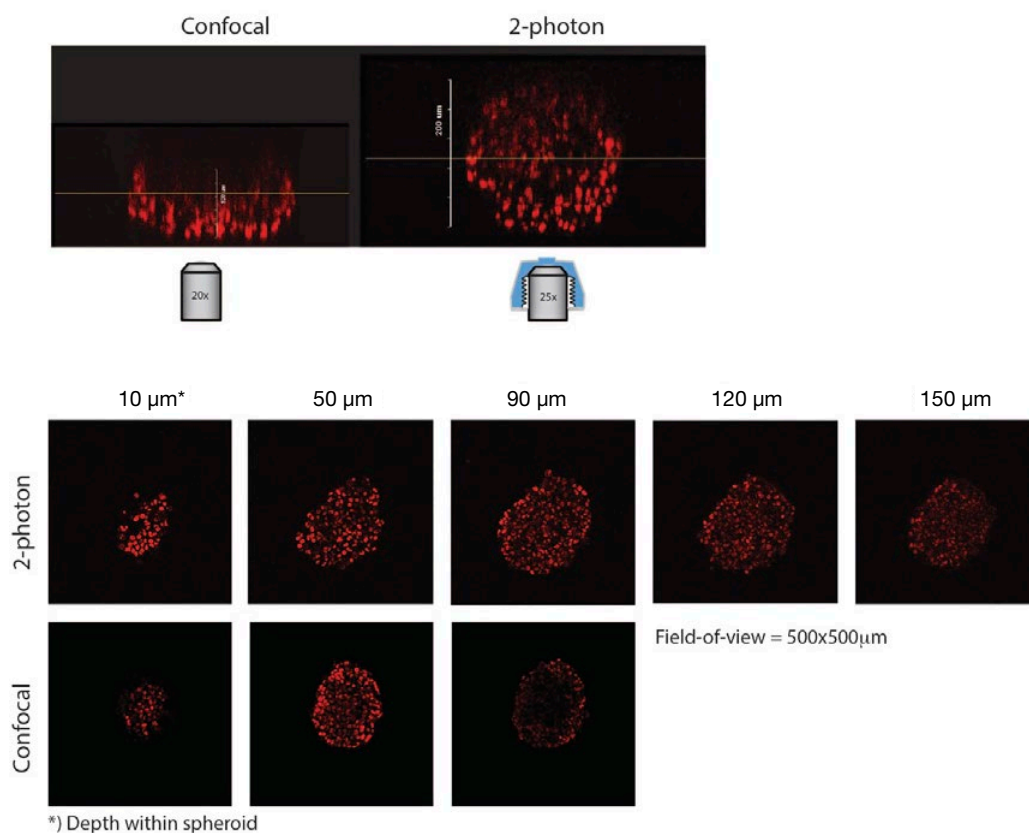 Confocal 2-photon
200 um
20x 25x
10 µm* 50 µm 90 µm 120 µm 150 µm
2-photon
Field-of-view = 500x500µm
Confocal
*) Depth within spheroid